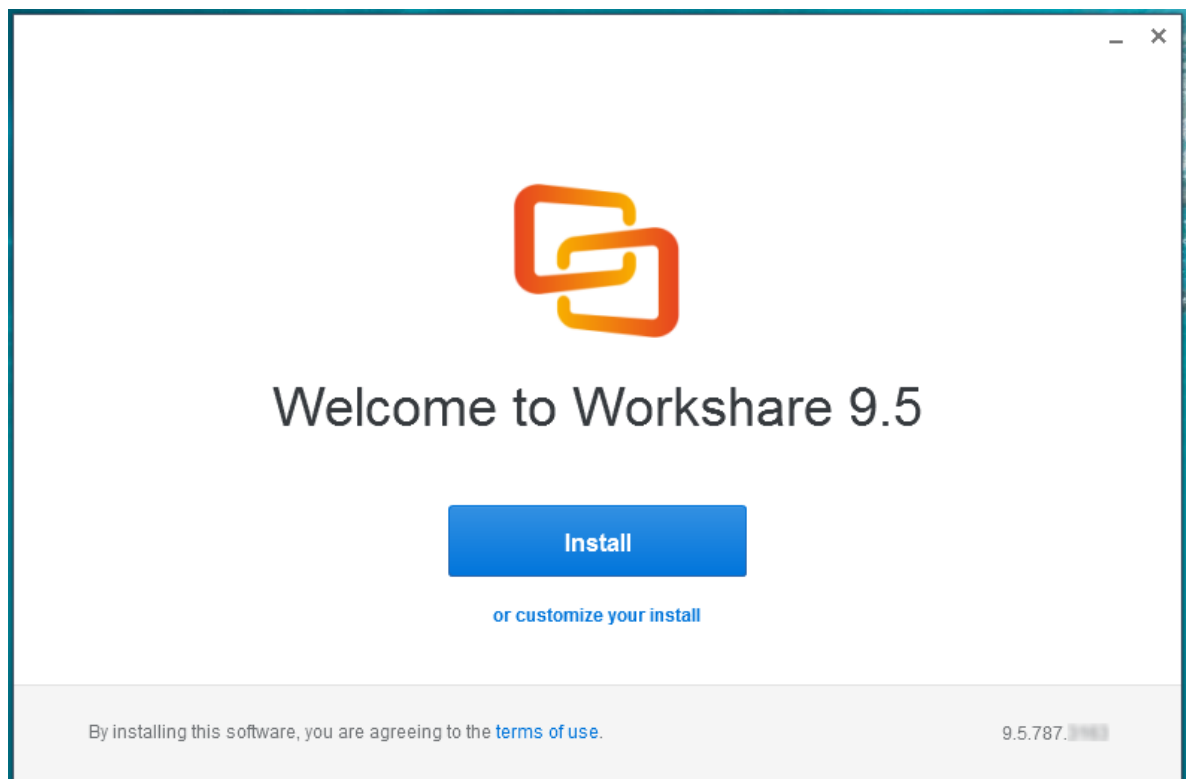 Welcome to Workshare 9.5
Install
or customize your install
By installing this software, you are agreeing to the terms of use.
9.5.787.